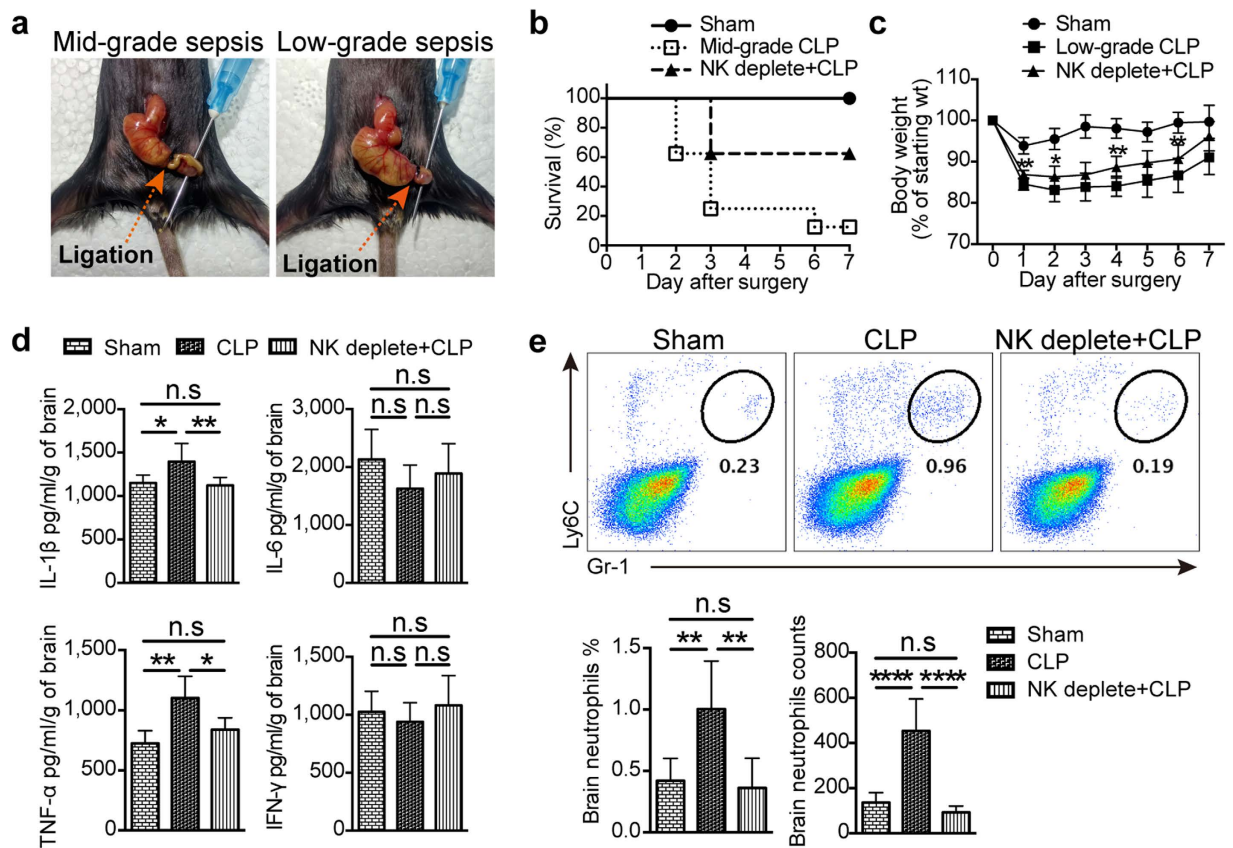 a
Mid-grade sepsis
Low-grade sepsis
Ligation
Ligation
b
Sham
Mid-grade CLP
NK deplete+CLP
Survival (%)
100
80
60
40
20
0
0 1 2 3 4 5 6 7
Day after surgery
c
Sham
Low-grade CLP
NK deplete+CLP
Body weight
(% of starting wt)
110
100
90
80
70
** * ** **
0 1 2 3 4 5 6 7
Day after surgery
d
Sham CLP NK deplete+CLP
IL-1β pg/ml/g of brain
2,000
1,500
1,000
500
0
n.s
* **
IL-6 pg/ml/g of brain
3,000
2,000
1,000
0
n.s
n.s n.s
TNF-α pg/ml/g of brain
1,500
1,000
500
0
n.s
** *
IFN-γ pg/ml/g of brain
1,500
1,000
500
0
n.s
n.s n.s
e
Sham CLP NK deplete+CLP
0.23 0.96 0.19
Ly6C
Gr-1
Brain neutrophils %
1.5
1.0
0.5
0.0
n.s
** **
Brain neutrophils counts
800
600
400
200
0
n.s
**** ****
Sham
CLP
NK deplete+CLP